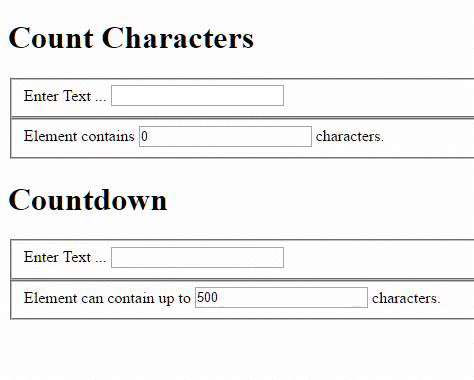 Count Characters
Enter Text ...
Element contains 0 characters.
Countdown
Enter Text ...
Element can contain up to 500 characters.